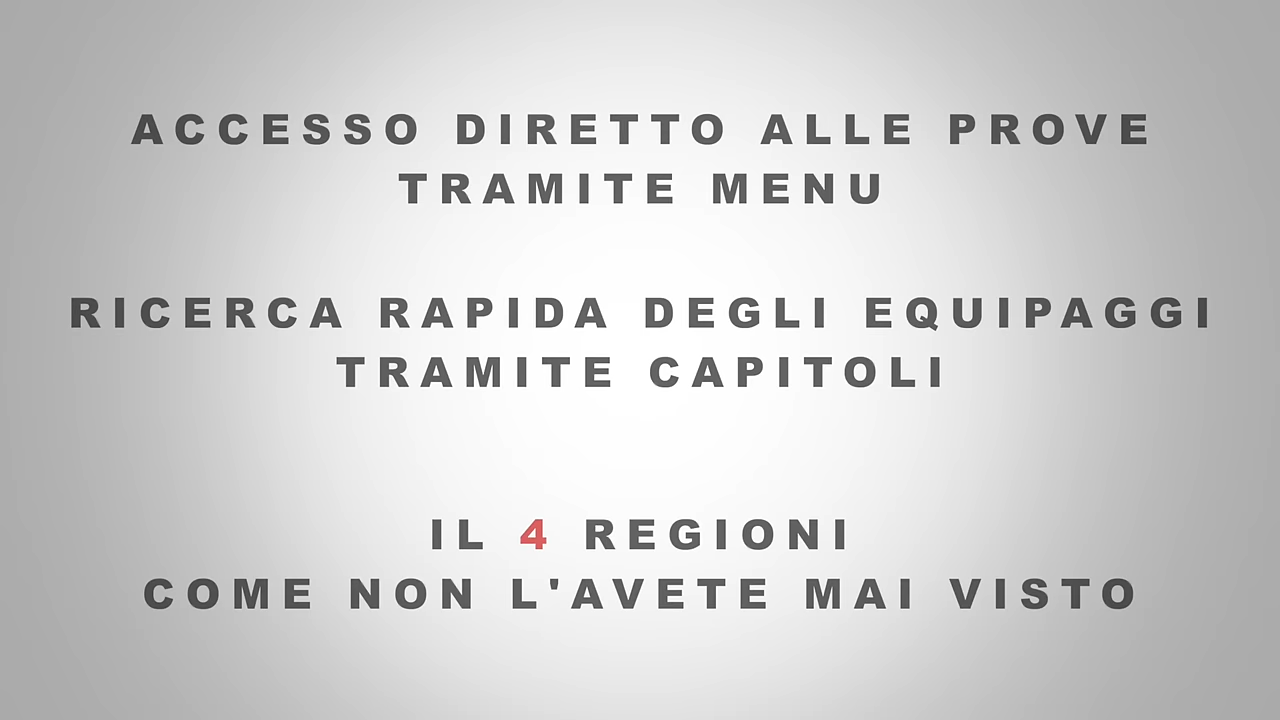 ACCESSO DIRETTO ALLE PROVE
TRAMITE MENU
RICERCA RAPIDA DEGLI EQUIPAGGI
TRAMITE CAPITOLI
IL 4 REGIONI
COME NON L'AVETE MAI VISTO